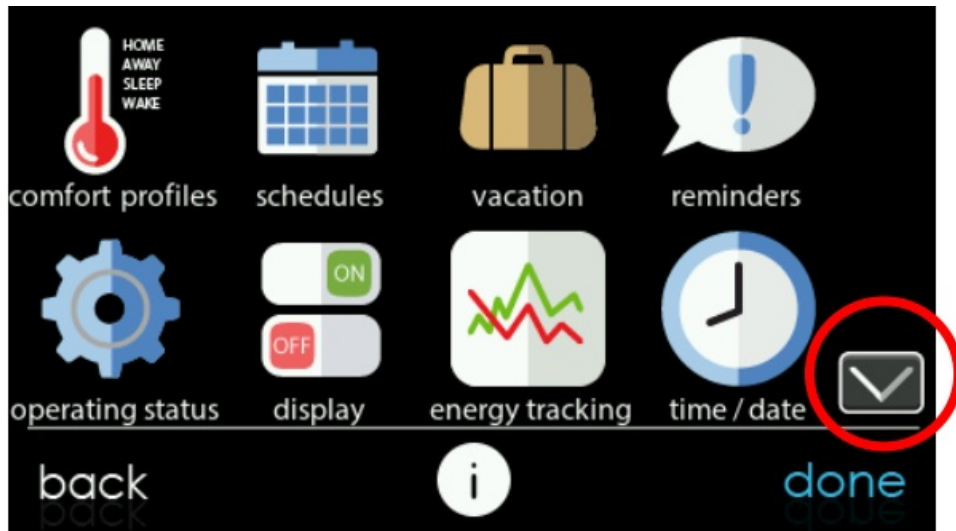 HOME
AWAY
SLEEP
WAKE
comfort profiles schedules vacation reminders
ON
OFF
operating status display energy tracking time / date
back i done